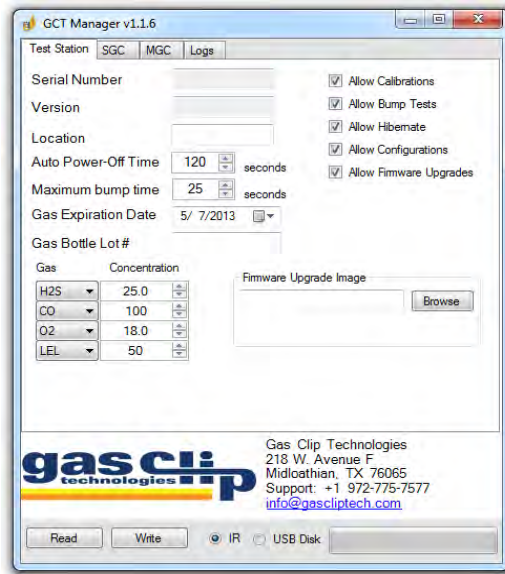 GCT Manager v1.1.6
Test Station SGC MGC Logs
Serial Number
Allow Calibrations
Version
Allow Bump Tests
Location
Allow Hibernate
Auto Power-Off Time 120 seconds
Allow Configurations
Maximum bump time 25 seconds
Allow Firmware Upgrades
Gas Expiration Date 5/ 7/2013
Gas Bottle Lot #
Gas Concentration
Firmware Upgrade Image
H2S 25.0
Browse
CO 100
O2 18.0
LEL 50
gas clip
technologies
Gas Clip Technologies
218 W. Avenue F
Midloathian, TX 76065
Support: +1 972-775-7577
info@gascliptech.com
Read Write IR USB Disk